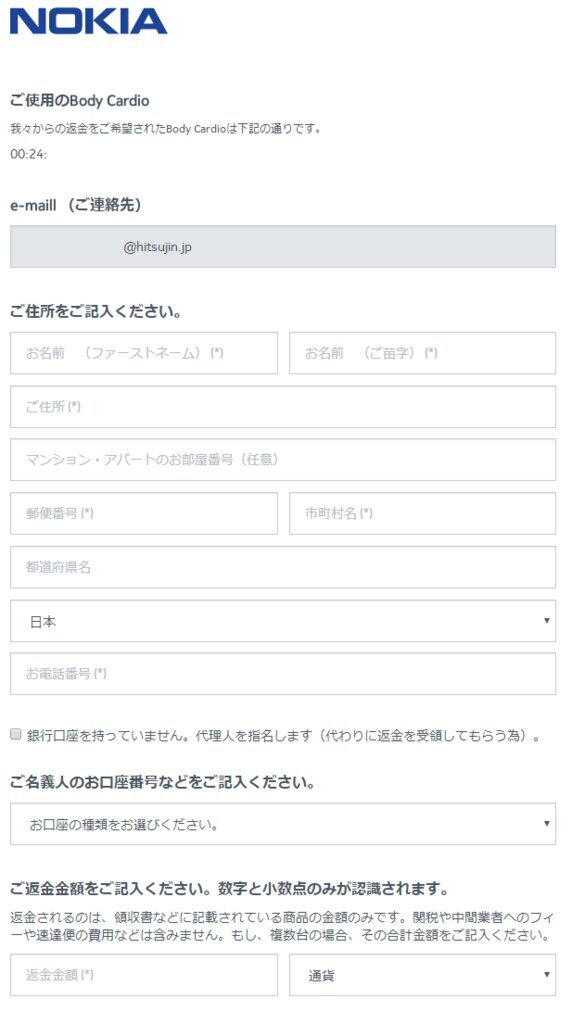 NOKIA
ご使用のBody Cardio
我々からの返金をご希望されたBody Cardioは下記の通りです。
00:24:
e-maill （ご連絡先）
@hitsujin.jp
ご住所をご記入ください。
お名前　（ファーストネーム） (*)
お名前　（ご苗字） (*)
ご住所 (*)
マンション・アパートのお部屋番号（任意）
郵便番号 (*)
市町村名 (*)
都道府県名
日本
お電話番号 (*)
銀行口座を持っていません。代理人を指名します（代わりに返金を受領してもらう為）。
ご名義人のお口座番号などをご記入ください。
お口座の種類をお選びください。
ご返金金額をご記入ください。数字と小数点のみが認識されます。
返金されるのは、領収書などに記載されている商品の金額のみです。関税や中間業者へのフィ
ーや速達便の費用などは含みません。もし、複数台の場合、その合計金額をご記入ください。
返金金額 (*)
通貨